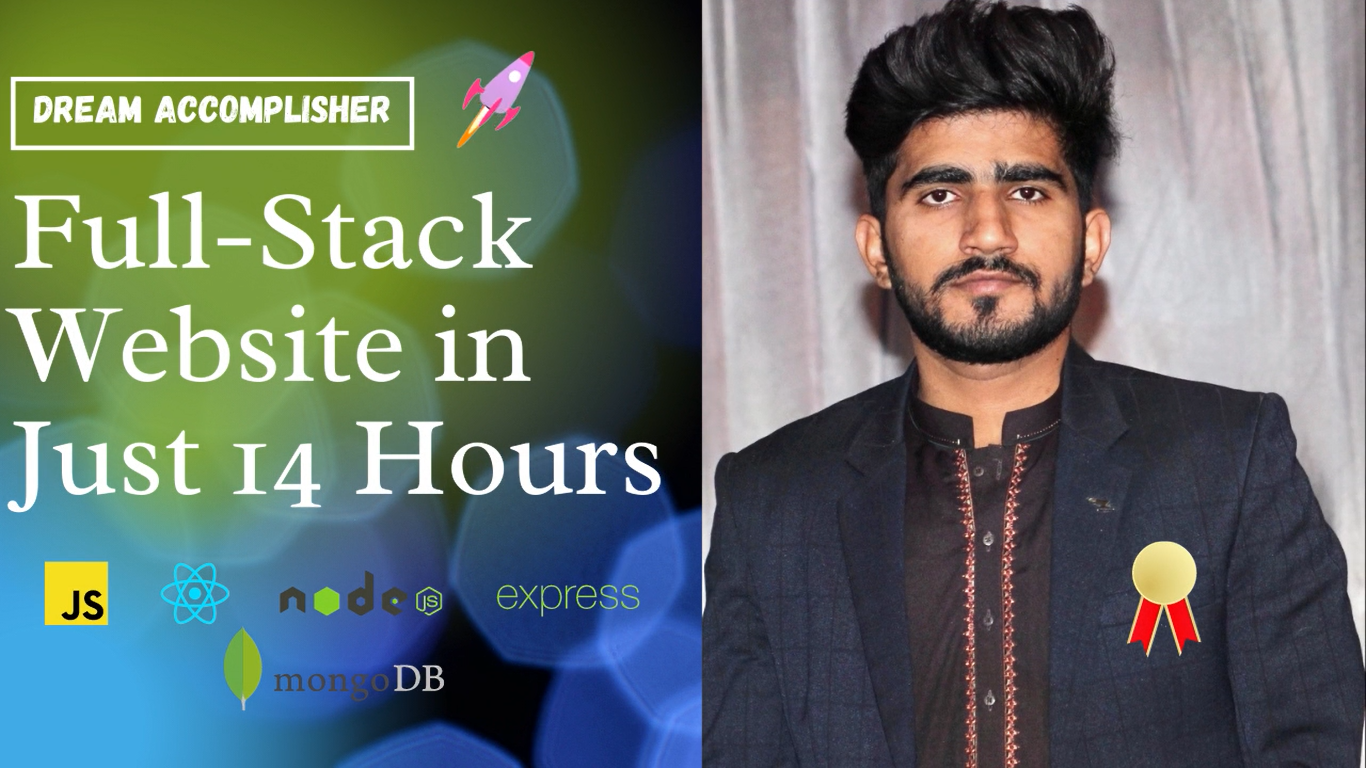 DREAM ACCOMPLISHER
Full-Stack
Website in
Just 14 Hours
JS
node
JS
express
mongoDB